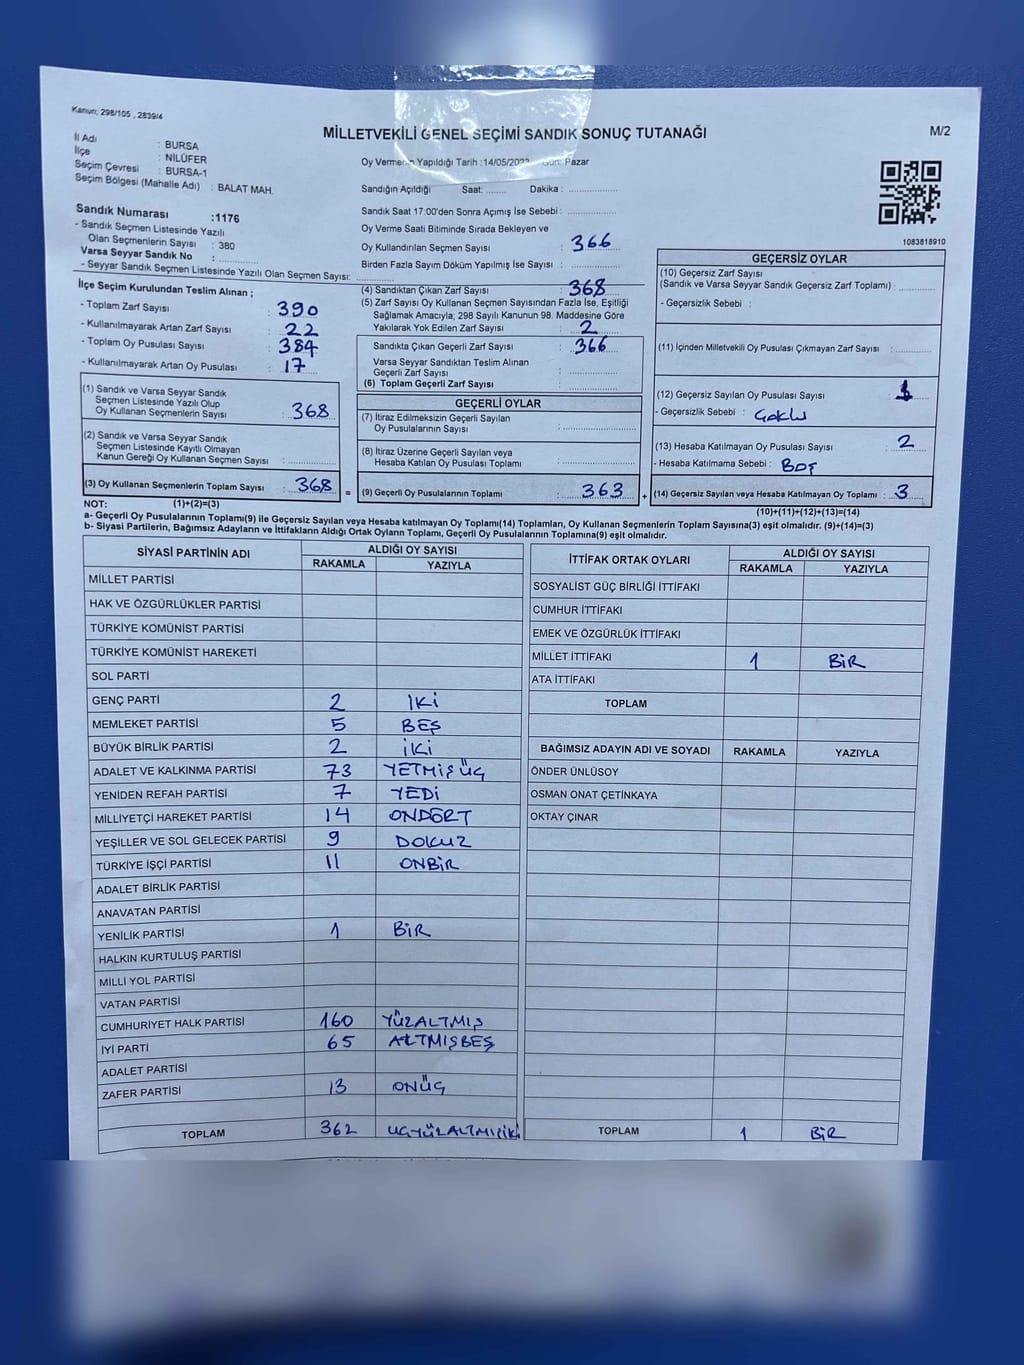 Kanun: 298/105 , 2839/4
MİLLETVEKİLİ GENEL SEÇİMİ SANDIK SONUÇ TUTANAĞI
M/2
İl Adı : BURSA
İlçe : NİLÜFER
Seçim Çevresi : BURSA-1
Seçim Bölgesi (Mahalle Adı) : BALAT MAH.
Oy Vermenin Yapıldığı Tarih :14/05/2023 Gün: Pazar
Sandığın Açıldığı Saat: ........ Dakika : ....................
Sandık Saat 17:00'den Sonra Açımış İse Sebebi: ....................
Oy Verme Saati Bitiminde Sırada Bekleyen ve
Oy Kullandırılan Seçmen Sayısı : 366
Birden Fazla Sayım Döküm Yapılmış İse Sayısı : ....................
1083818910
Sandık Numarası :1176
- Sandık Seçmen Listesinde Yazılı
Olan Seçmenlerin Sayısı : 380
Varsa Seyyar Sandık No : ....................
- Seyyar Sandık Seçmen Listesinde Yazılı Olan Seçmen Sayısı: ....................
İlçe Seçim Kurulundan Teslim Alınan ;
- Toplam Zarf Sayısı : 390
- Kullanılmayarak Artan Zarf Sayısı : 22
- Toplam Oy Pusulası Sayısı : 384
- Kullanılmayarak Artan Oy Pusulası : 17
(1) Sandık ve Varsa Seyyar Sandık
Seçmen Listesinde Yazılı Olup
Oy Kullanan Seçmenlerin Sayısı : 368
(2) Sandık ve Varsa Seyyar Sandık
Seçmen Listesinde Kayıtlı Olmayan
Kanun Gereği Oy Kullanan Seçmen Sayısı : ....................
(3) Oy Kullanan Seçmenlerin Toplam Sayısı : 368
(1)+(2)=(3)
(4) Sandıktan Çıkan Zarf Sayısı : 368
(5) Zarf Sayısı Oy Kullanan Seçmen Sayısından Fazla İse, Eşitliği
Sağlamak Amacıyla; 298 Sayılı Kanunun 98. Maddesine Göre
Yakılarak Yok Edilen Zarf Sayısı : 2
Sandıkta Çıkan Geçerli Zarf Sayısı : 366
Varsa Seyyar Sandıktan Teslim Alınan
Geçerli Zarf Sayısı : ....................
(6) Toplam Geçerli Zarf Sayısı : ....................
GEÇERLİ OYLAR
(7) İtiraz Edilmeksizin Geçerli Sayılan
Oy Pusulalarının Sayısı : ....................
(8) İtiraz Üzerine Geçerli Sayılan veya
Hesaba Katılan Oy Pusulası Toplamı : ....................
= (9) Geçerli Oy Pusulalarının Toplamı : 363 +
GEÇERSİZ OYLAR
(10) Geçersiz Zarf Sayısı
(Sandık ve Varsa Seyyar Sandık Geçersiz Zarf Toplamı) : ....................
- Geçersizlik Sebebi :
(11) İçinden Milletvekili Oy Pusulası Çıkmayan Zarf Sayısı : ....................
(12) Geçersiz Sayılan Oy Pusulası Sayısı :
- Geçersizlik Sebebi :
(13) Hesaba Katılmayan Oy Pusulası Sayısı : 2
- Hesaba Katılmama Sebebi : BOŞ
(14) Geçersiz Sayılan veya Hesaba Katılmayan Oy Toplamı : 3
(10)+(11)+(12)+(13)=(14)
NOT:
a- Geçerli Oy Pusulalarının Toplamı(9) ile Geçersiz Sayılan veya Hesaba katılmayan Oy Toplamı(14) Toplamları, Oy Kullanan Seçmenlerin Toplam Sayısına(3) eşit olmalıdır. (9)+(14)=(3)
b- Siyasi Partilerin, Bağımsız Adayların ve İttifakların Aldığı Ortak Oyların Toplamı, Geçerli Oy Pusulalarının Toplamına(9) eşit olmalıdır.
SİYASİ PARTİNİN ADI ALDIĞI OY SAYISI
RAKAMLA YAZIYLA
MİLLET PARTİSİ
HAK VE ÖZGÜRLÜKLER PARTİSİ
TÜRKİYE KOMÜNİST PARTİSİ
TÜRKİYE KOMÜNİST HAREKETİ
SOL PARTİ
GENÇ PARTİ 2 İKİ
MEMLEKET PARTİSİ 5 BEŞ
BÜYÜK BİRLİK PARTİSİ 2 İKİ
ADALET VE KALKINMA PARTİSİ 73 YETMİŞÜÇ
YENİDEN REFAH PARTİSİ 7 YEDİ
MİLLİYETÇİ HAREKET PARTİSİ 14 ONDÖRT
YEŞİLLER VE SOL GELECEK PARTİSİ 9 DOKUZ
TÜRKİYE İŞÇİ PARTİSİ 11 ONBİR
ADALET BİRLİK PARTİSİ
ANAVATAN PARTİSİ
YENİLİK PARTİSİ 1 BİR
HALKIN KURTULUŞ PARTİSİ
MİLLİ YOL PARTİSİ
VATAN PARTİSİ
CUMHURİYET HALK PARTİSİ 160 YÜZALTMIŞ
İYİ PARTİ 65 ALTMIŞBEŞ
ADALET PARTİSİ
ZAFER PARTİSİ 13 ONÜÇ
TOPLAM 362 ÜÇYÜZALTMIŞİKİ
İTTİFAK ORTAK OYLARI ALDIĞI OY SAYISI
RAKAMLA YAZIYLA
SOSYALİST GÜÇ BİRLİĞİ İTTİFAKI
CUMHUR İTTİFAKI
EMEK VE ÖZGÜRLÜK İTTİFAKI
MİLLET İTTİFAKI 1 BİR
ATA İTTİFAKI
TOPLAM
BAĞIMSIZ ADAYIN ADI VE SOYADI RAKAMLA YAZIYLA
ÖNDER ÜNLÜSOY
OSMAN ONAT ÇETİNKAYA
OKTAY ÇINAR
TOPLAM 1 BİR